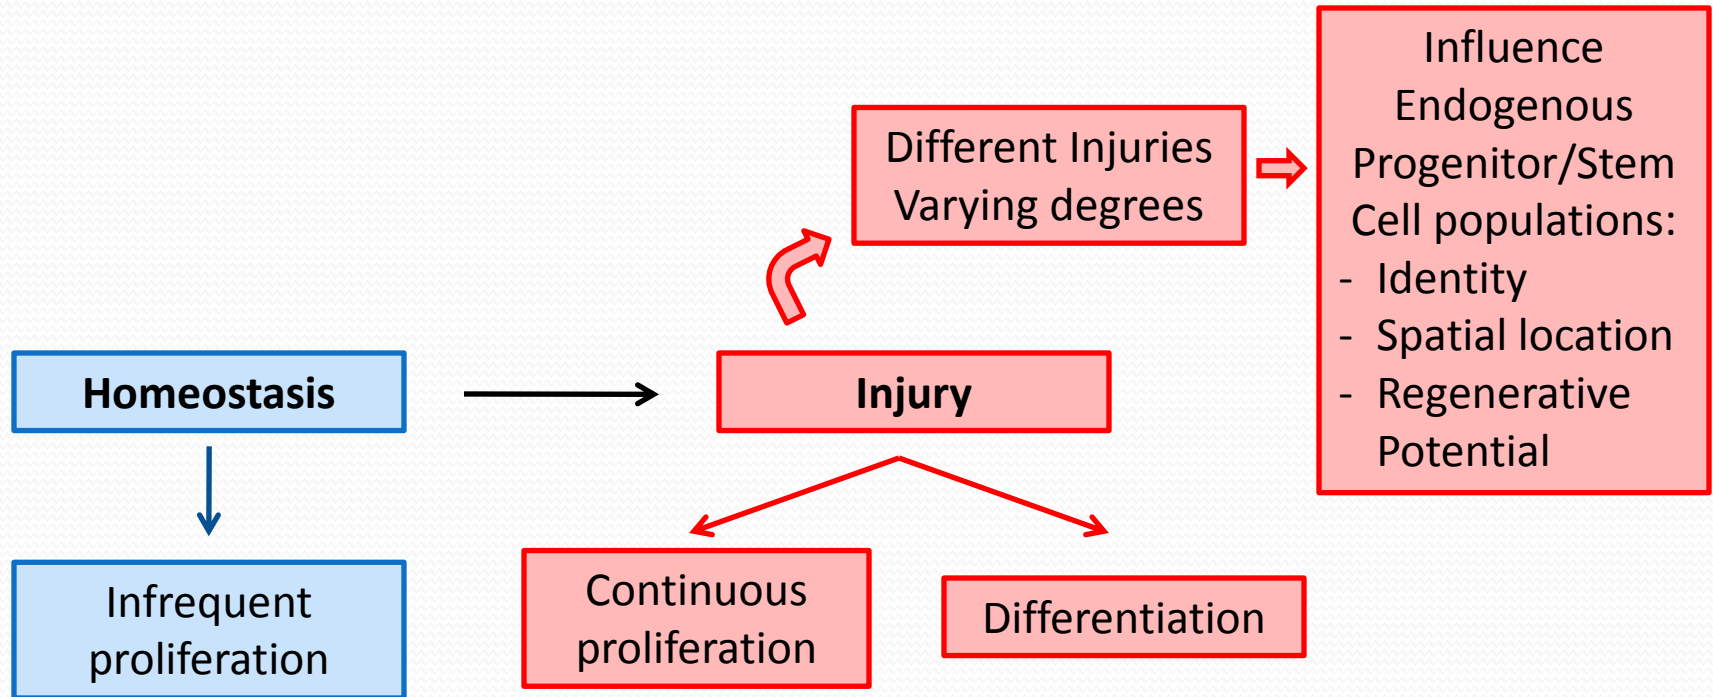 Influence
Endogenous
Progenitor/Stem
Cell populations:
- Identity
- Spatial location
- Regenerative
Potential
Different Injuries
Varying degrees
Homeostasis
Injury
Infrequent
proliferation
Continuous
proliferation
Differentiation